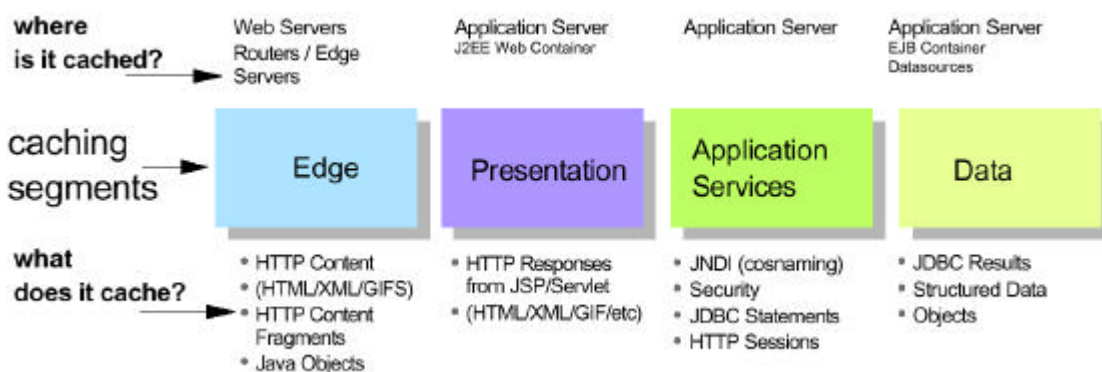 where
is it cached?
Web Servers
Routers / Edge
Servers
Application Server
J2EE Web Container
Application Server
Application Server
EJB Container
Datasources
caching
segments
Edge
Presentation
Application
Services
Data
what
does it cache?
• HTTP Content
• (HTML/XML/GIFS)
• HTTP Content
Fragments
• Java Objects
• HTTP Responses
from JSP/Servlet
• (HTML/XML/GIF/etc)
• JNDI (cosnaming)
• Security
• JDBC Statements
• HTTP Sessions
• JDBC Results
• Structured Data
• Objects